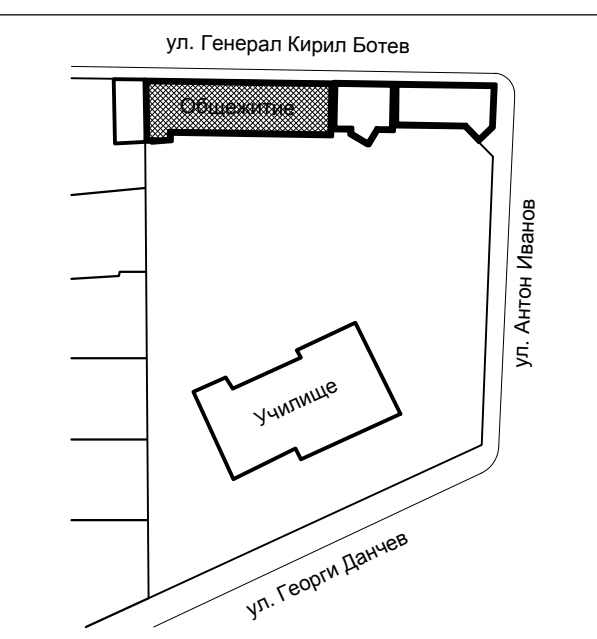 ул. Генерал Кирил Ботев
Общежитие
ул. Антон Иванов
Училище
ул. Георги Данчев